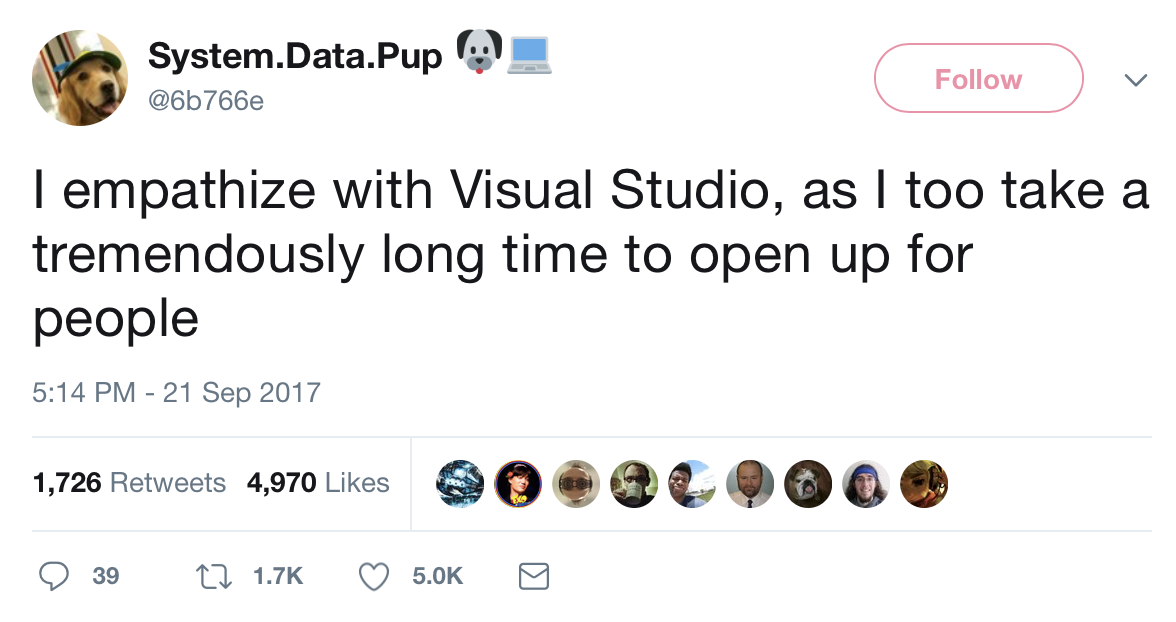 System.Data.Pup 🐶💻
@6b766e
Follow
I empathize with Visual Studio, as I too take a
tremendously long time to open up for
people
5:14 PM - 21 Sep 2017
1,726 Retweets 4,970 Likes
39 1.7K 5.0K